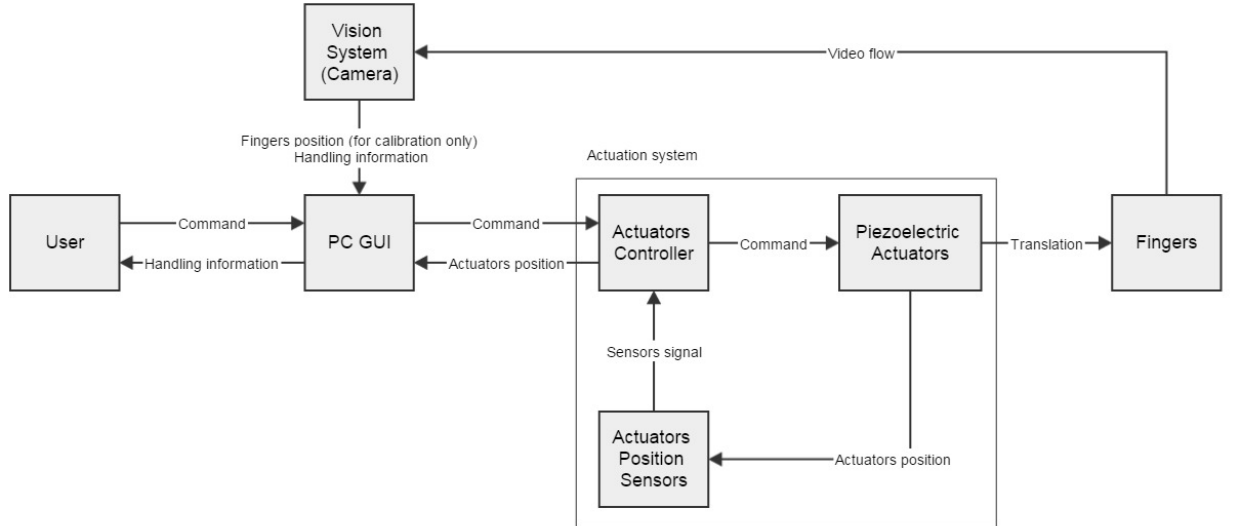 Vision
System
(Camera)
Video flow
Fingers position (for calibration only)
Handling information
Actuation system
User
Command
Handling information
PC GUI
Command
Actuators position
Actuators
Controller
Command
Piezoelectric
Actuators
Translation
Fingers
Sensors signal
Actuators
Position
Sensors
Actuators position